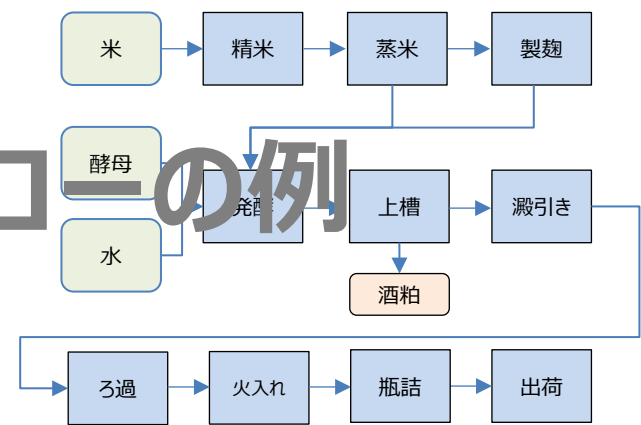 米
精米
蒸米
製麹
酵母
ローの例
発酵
上槽
澱引き
水
酒粕
ろ過
火入れ
瓶詰
出荷